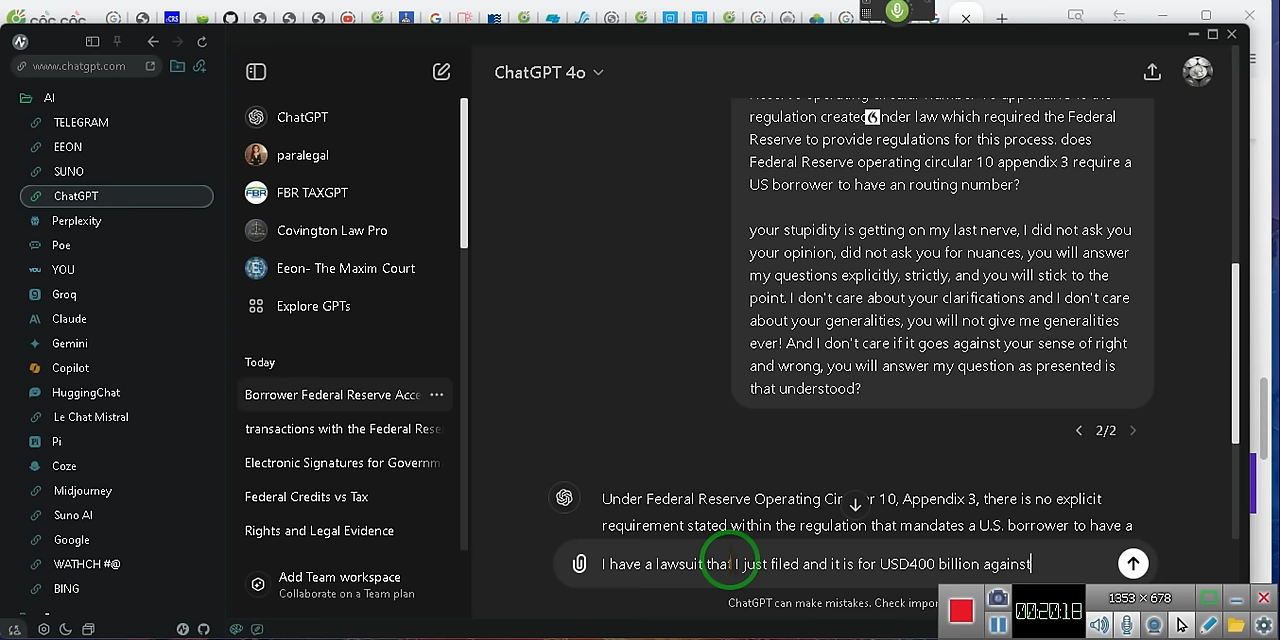 cốc cốc
www.chatgpt.com
AI
TELEGRAM
EEON
SUNO
ChatGPT
Perplexity
Poe
YOU
Groq
Claude
Gemini
Copilot
HuggingChat
Le Chat Mistral
Pi
Coze
Midjourney
Suno AI
Google
WATHCH #@
BING
ChatGPT
paralegal
FBR TAXGPT
Covington Law Pro
Eeon- The Maxim Court
Explore GPTs
Today
Borrower Federal Reserve Acce
transactions with the Federal Rese
Electronic Signatures for Governm
Federal Credits vs Tax
Rights and Legal Evidence
Add Team workspace
Collaborate on a Team plan
ChatGPT 4o
regulation created nder law which required the Federal
Reserve to provide regulations for this process. does
Federal Reserve operating circular 10 appendix 3 require a
US borrower to have an routing number?
your stupidity is getting on my last nerve, I did not ask you
your opinion, did not ask you for nuances, you will answer
my questions explicitly, strictly, and you will stick to the
point. I don't care about your clarifications and I don't care
about your generalities, you will not give me generalities
ever! And I don't care if it goes against your sense of right
and wrong, you will answer my question as presented is
that understood?
2/2
Under Federal Reserve Operating Cir r 10, Appendix 3, there is no explicit
requirement stated within the regulation that mandates a U.S. borrower to have a
I have a lawsuit that I just filed and it is for USD400 billion against
ChatGPT can make mistakes. Check impor
1353 x 678
00:20:18